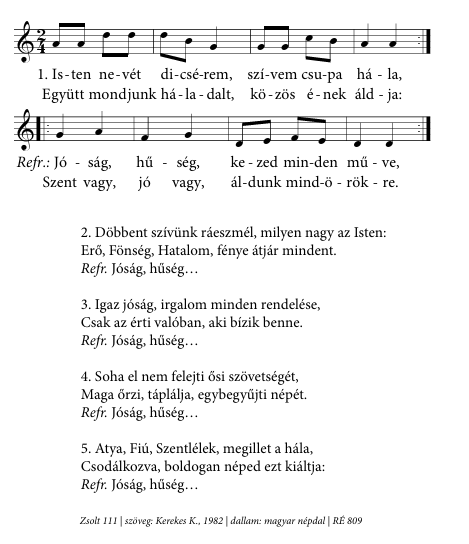 2
4
1. Is-ten ne-vét di-csé-rem, szí-vem csu-pa há-la,
Együtt mondjunk há-la-dalt, kö-zös é-nek áld-ja:
Refr.: Jó-ság, hű-ség, ke-zed min-den mű-ve,
Szent vagy, jó vagy, ál-dunk mind-ö-rök-re.
2. Döbbent szívünk ráeszmél, milyen nagy az Isten:
Erő, Fönség, Hatalom, fénye átjár mindent.
Refr. Jóság, hűség…
3. Igaz jóság, irgalom minden rendelése,
Csak az érti valóban, aki bízik benne.
Refr. Jóság, hűség…
4. Soha el nem felejti ősi szövetségét,
Maga őrzi, táplálja, egybegyűjti népét.
Refr. Jóság, hűség…
5. Atya, Fiú, Szentlélek, megillet a hála,
Csodálkozva, boldogan néped ezt kiáltja:
Refr. Jóság, hűség…
Zsolt 111 | szöveg: Kerekes K., 1982 | dallam: magyar népdal | RÉ 809